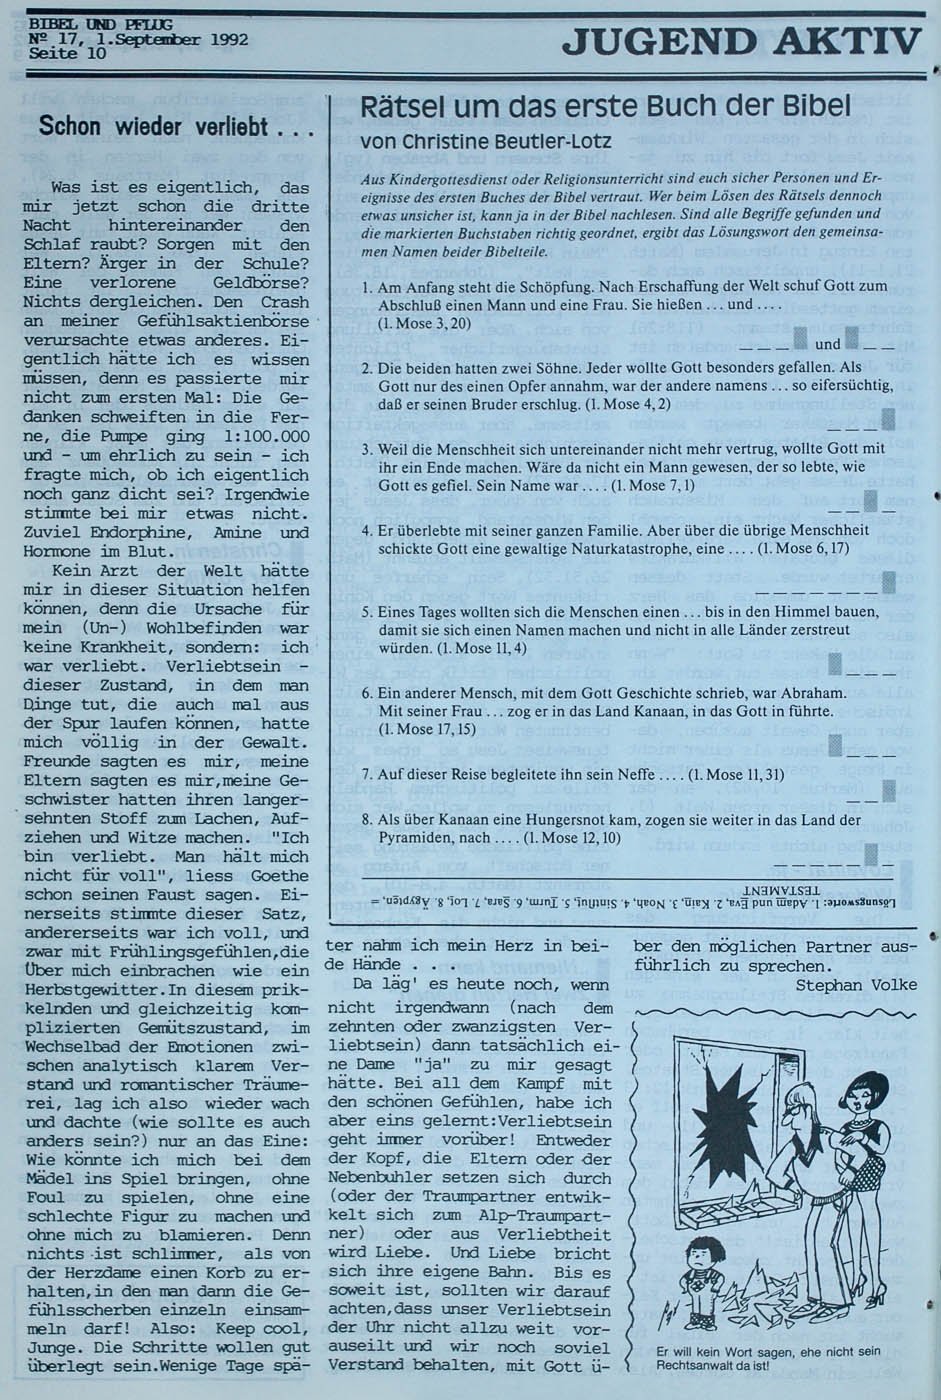 BIBEL UND PFLUG
Nº 17, 1.September 1992
Seite 10
JUGEND AKTIV
Schon wieder verliebt . . .
Was ist es eigentlich, das
mir jetzt schon die dritte
Nacht hintereinander den
Schlaf raubt? Sorgen mit den
Eltern? Ärger in der Schule?
Eine verlorene Geldbörse?
Nichts dergleichen. Den Crash
an meiner Gefühlsaktienbörse
verursachte etwas anderes. Ei-
gentlich hätte ich es wissen
müssen, denn es passierte mir
nicht zum ersten Mal: Die Ge-
danken schweiften in die Fer-
ne, die Pumpe ging 1:100.000
und - um ehrlich zu sein - ich
fragte mich, ob ich eigentlich
noch ganz dicht sei? Irgendwie
stimmte bei mir etwas nicht.
Zuviel Endorphine, Amine und
Hormone im Blut.
Kein Arzt der Welt hätte
mir in dieser Situation helfen
können, denn die Ursache für
mein (Un-) Wohlbefinden war
keine Krankheit, sondern: ich
war verliebt. Verliebtsein -
dieser Zustand, in dem man
Dinge tut, die auch mal aus
der Spur laufen können, hatte
mich völlig in der Gewalt.
Freunde sagten es mir, meine
Eltern sagten es mir,meine Ge-
schwister hatten ihren langer-
sehnten Stoff zum Lachen, Auf-
ziehen und Witze machen. "Ich
bin verliebt. Man hält mich
nicht für voll", liess Goethe
schon seinen Faust sagen. Ei-
nerseits stimmte dieser Satz,
andererseits war ich voll, und
zwar mit Frühlingsgefühlen,die
über mich einbrachen wie ein
Herbstgewitter.In diesem prik-
kelnden und gleichzeitig kom-
plizierten Gemütszustand, im
Wechselbad der Emotionen zwi-
schen analytisch klarem Ver-
stand und romantischer Träume-
rei, lag ich also wieder wach
und dachte (wie sollte es auch
anders sein?) nur an das Eine:
Wie könnte ich mich bei dem
Mädel ins Spiel bringen, ohne
Foul zu spielen, ohne eine
schlechte Figur zu machen und
ohne mich zu blamieren. Denn
nichts ist schlimmer, als von
der Herzdame einen Korb zu er-
halten,in den man dann die Ge-
fühlsscherben einzeln einsam-
meln darf! Also: Keep cool,
Junge. Die Schritte wollen gut
überlegt sein.Wenige Tage spä-
Rätsel um das erste Buch der Bibel
von Christine Beutler-Lotz
Aus Kindergottesdienst oder Religionsunterricht sind euch sicher Personen und Er-
eignisse des ersten Buches der Bibel vertraut. Wer beim Lösen des Rätsels dennoch
etwas unsicher ist, kann ja in der Bibel nachlesen. Sind alle Begriffe gefunden und
die markierten Buchstaben richtig geordnet, ergibt das Lösungswort den gemeinsa-
men Namen beider Bibelteile.
1. Am Anfang steht die Schöpfung. Nach Erschaffung der Welt schuf Gott zum
Abschluß einen Mann und eine Frau. Sie hießen . . . und . . . .
(1. Mose 3, 20)
und
2. Die beiden hatten zwei Söhne. Jeder wollte Gott besonders gefallen. Als
Gott nur des einen Opfer annahm, war der andere namens . . . so eifersüchtig,
daß er seinen Bruder erschlug. (1. Mose 4, 2)
3. Weil die Menschheit sich untereinander nicht mehr vertrug, wollte Gott mit
ihr ein Ende machen. Wäre da nicht ein Mann gewesen, der so lebte, wie
Gott es gefiel. Sein Name war . . . . (1. Mose 7, 1)
4. Er überlebte mit seiner ganzen Familie. Aber über die übrige Menschheit
schickte Gott eine gewaltige Naturkatastrophe, eine . . . . (1. Mose 6, 17)
5. Eines Tages wollten sich die Menschen einen . . . bis in den Himmel bauen,
damit sie sich einen Namen machen und nicht in alle Länder zerstreut
würden. (1. Mose 11, 4)
6. Ein anderer Mensch, mit dem Gott Geschichte schrieb, war Abraham.
Mit seiner Frau . . . zog er in das Land Kanaan, in das Gott in führte.
(1. Mose 17, 15)
7. Auf dieser Reise begleitete ihn sein Neffe . . . . (1. Mose 11, 31)
8. Als über Kanaan eine Hungersnot kam, zogen sie weiter in das Land der
Pyramiden, nach . . . . (1. Mose 12, 10)
Lösungsworte: 1. Adam und Eva, 2. Kain, 3. Noah, 4. Sintflut, 5. Turm, 6. Sara, 7. Lot, 8. Ägypten, =
TESTAMENT
ter nahm ich mein Herz in bei-
de Hände . . .
Da läg' es heute noch, wenn
nicht irgendwann (nach dem
zehnten oder zwanzigsten Ver-
liebtsein) dann tatsächlich ei-
ne Dame "ja" zu mir gesagt
hätte. Bei all dem Kampf mit
den schönen Gefühlen, habe ich
aber eins gelernt:Verliebtsein
geht immer vorüber! Entweder
der Kopf, die Eltern oder der
Nebenbuhler setzen sich durch
(oder der Traumpartner entwik-
kelt sich zum Alp-Traumpart-
ner) oder aus Verliebtheit
wird Liebe. Und Liebe bricht
sich ihre eigene Bahn. Bis es
soweit ist, sollten wir darauf
achten,dass unser Verliebtsein
der Uhr nicht allzu weit vor-
auseilt und wir noch soviel
Verstand behalten, mit Gott ü-
ber den möglichen Partner aus-
führlich zu sprechen.
Stephan Volke
Er will kein Wort sagen, ehe nicht sein
Rechtsanwalt da ist!